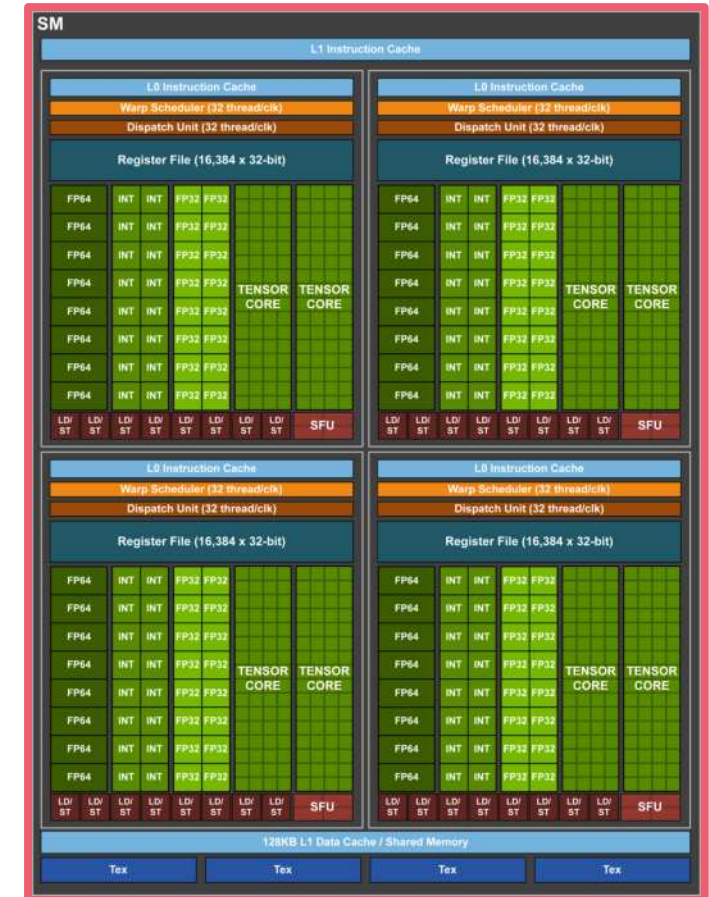 SM
L1 Instruction Cache
L0 Instruction Cache
Warp Scheduler (32 thread/clk)
Dispatch Unit (32 thread/clk)
Register File (16,384 x 32-bit)
FP64 INT INT FP32 FP32
FP64 INT INT FP32 FP32
FP64 INT INT FP32 FP32
FP64 INT INT FP32 FP32
TENSOR TENSOR
CORE CORE
FP64 INT INT FP32 FP32
FP64 INT INT FP32 FP32
FP64 INT INT FP32 FP32
FP64 INT INT FP32 FP32
LD/ LD/ LD/ LD/ LD/ LD/ LD/ LD/
ST ST ST ST ST ST ST ST
SFU
L0 Instruction Cache
Warp Scheduler (32 thread/clk)
Dispatch Unit (32 thread/clk)
Register File (16,384 x 32-bit)
FP64 INT INT FP32 FP32
FP64 INT INT FP32 FP32
FP64 INT INT FP32 FP32
FP64 INT INT FP32 FP32
TENSOR TENSOR
CORE CORE
FP64 INT INT FP32 FP32
FP64 INT INT FP32 FP32
FP64 INT INT FP32 FP32
FP64 INT INT FP32 FP32
LD/ LD/ LD/ LD/ LD/ LD/ LD/ LD/
ST ST ST ST ST ST ST ST
SFU
L0 Instruction Cache
Warp Scheduler (32 thread/clk)
Dispatch Unit (32 thread/clk)
Register File (16,384 x 32-bit)
FP64 INT INT FP32 FP32
FP64 INT INT FP32 FP32
FP64 INT INT FP32 FP32
FP64 INT INT FP32 FP32
TENSOR TENSOR
CORE CORE
FP64 INT INT FP32 FP32
FP64 INT INT FP32 FP32
FP64 INT INT FP32 FP32
FP64 INT INT FP32 FP32
LD/ LD/ LD/ LD/ LD/ LD/ LD/ LD/
ST ST ST ST ST ST ST ST
SFU
L0 Instruction Cache
Warp Scheduler (32 thread/clk)
Dispatch Unit (32 thread/clk)
Register File (16,384 x 32-bit)
FP64 INT INT FP32 FP32
FP64 INT INT FP32 FP32
FP64 INT INT FP32 FP32
FP64 INT INT FP32 FP32
TENSOR TENSOR
CORE CORE
FP64 INT INT FP32 FP32
FP64 INT INT FP32 FP32
FP64 INT INT FP32 FP32
FP64 INT INT FP32 FP32
LD/ LD/ LD/ LD/ LD/ LD/ LD/ LD/
ST ST ST ST ST ST ST ST
SFU
128KB L1 Data Cache / Shared Memory
Tex Tex Tex Tex